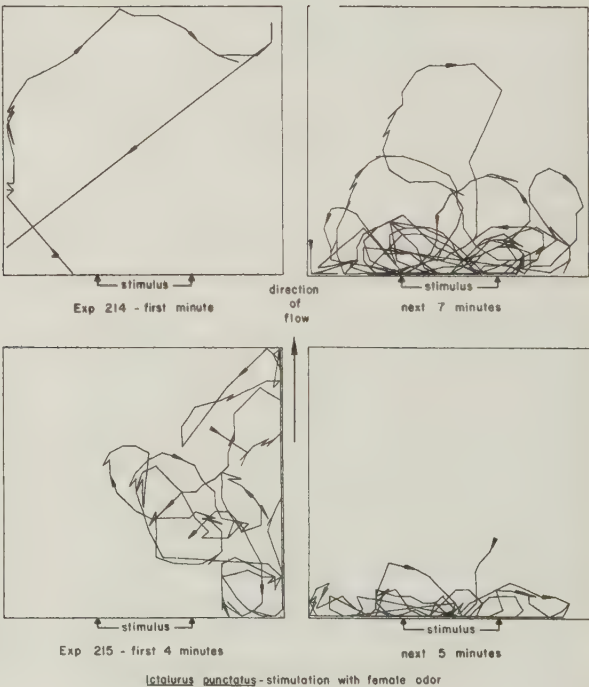 stimulus
stimulus
Exp 214 - first minute
direction
of
flow
next 7 minutes
stimulus
stimulus
Exp 215 - first 4 minutes
next 5 minutes
Ictalurus punctatus - stimulation with female odor